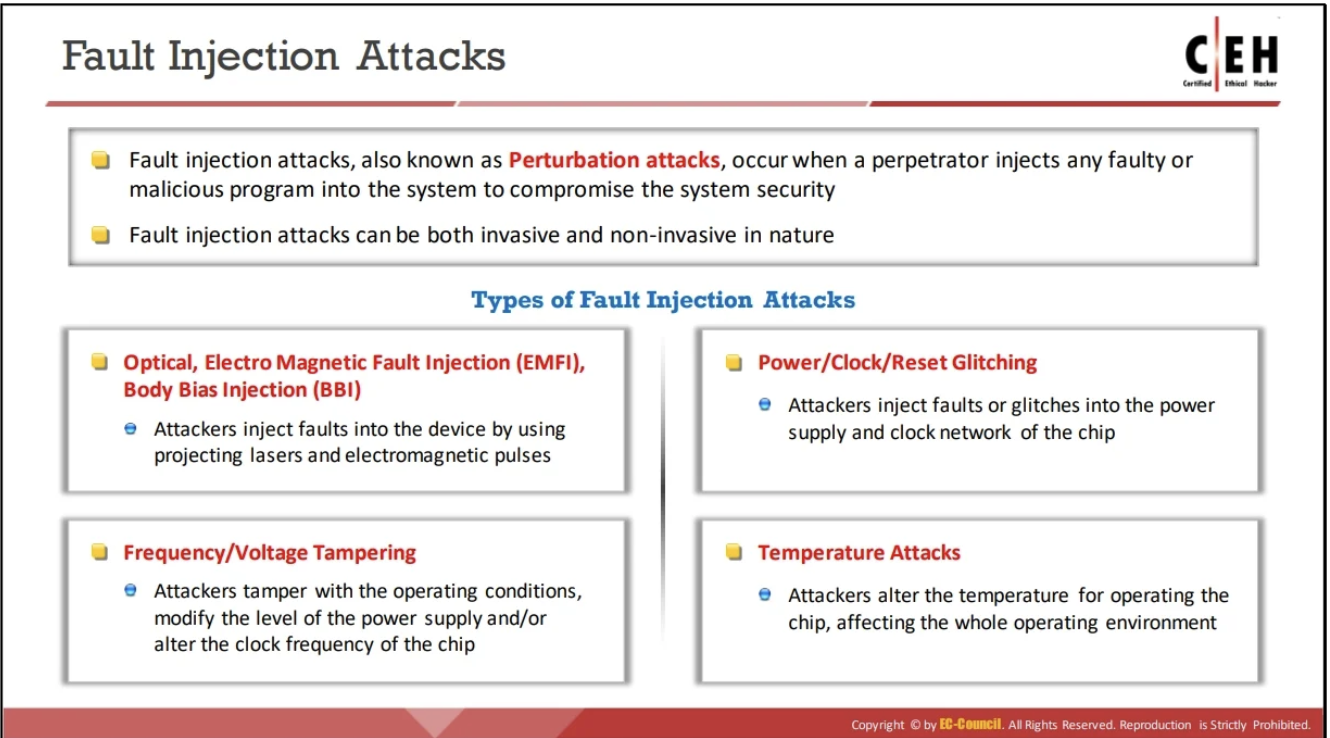 Fault Injection Attacks
C|EH
Certified Ethical Hacker
Fault injection attacks, also known as Perturbation attacks, occur when a perpetrator injects any faulty or
malicious program into the system to compromise the system security
Fault injection attacks can be both invasive and non-invasive in nature
Types of Fault Injection Attacks
Optical, Electro Magnetic Fault Injection (EMFI),
Body Bias Injection (BBI)
Attackers inject faults into the device by using
projecting lasers and electromagnetic pulses
Power/Clock/Reset Glitching
Attackers inject faults or glitches into the power
supply and clock network of the chip
Frequency/Voltage Tampering
Attackers tamper with the operating conditions,
modify the level of the power supply and/or
alter the clock frequency of the chip
Temperature Attacks
Attackers alter the temperature for operating the
chip, affecting the whole operating environment
Copyright © by EC-Council. All Rights Reserved. Reproduction is Strictly Prohibited.